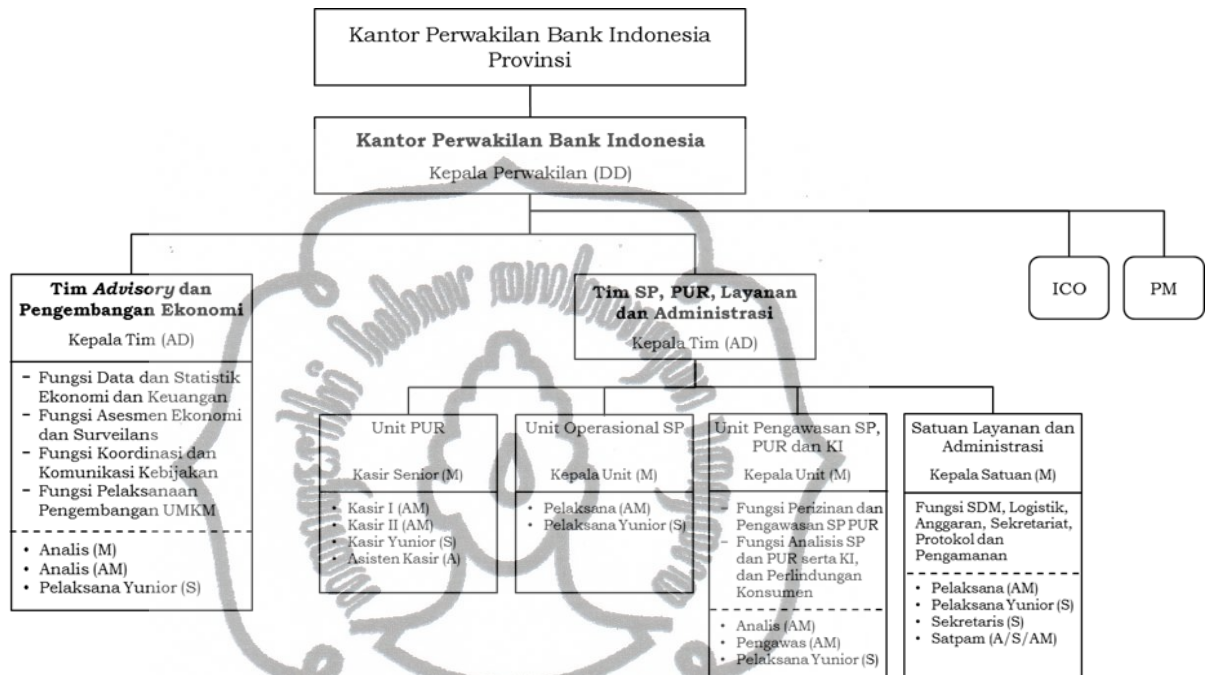 Kantor Perwakilan Bank Indonesia
Provinsi
Kantor Perwakilan Bank Indonesia
Kepala Perwakilan (DD)
ICO
PM
Tim Advisory dan
Pengembangan Ekonomi
Kepala Tim (AD)
– Fungsi Data dan Statistik
Ekonomi dan Keuangan
– Fungsi Asesmen Ekonomi
dan Surveilans
– Fungsi Koordinasi dan
Komunikasi Kebijakan
– Fungsi Pelaksanaan
Pengembangan UMKM
• Analis (M)
• Analis (AM)
• Pelaksana Yunior (S)
Tim SP, PUR, Layanan
dan Administrasi
Kepala Tim (AD)
Unit PUR
Kasir Senior (M)
• Kasir I (AM)
• Kasir II (AM)
• Kasir Yunior (S)
• Asisten Kasir (A)
Unit Operasional SP
Kepala Unit (M)
• Pelaksana (AM)
• Pelaksana Yunior (S)
Unit Pengawasan SP,
PUR dan KI
Kepala Unit (M)
– Fungsi Perizinan dan
Pengawasan SP PUR
– Fungsi Analisis SP
dan PUR serta KI,
dan Perlindungan
Konsumen
• Analis (AM)
• Pengawas (AM)
• Pelaksana Yunior (S)
Satuan Layanan dan
Administrasi
Kepala Satuan (M)
Fungsi SDM, Logistik,
Anggaran, Sekretariat,
Protokol dan
Pengamanan
• Pelaksana (AM)
• Pelaksana Yunior (S)
• Sekretaris (S)
• Satpam (A/S/AM)